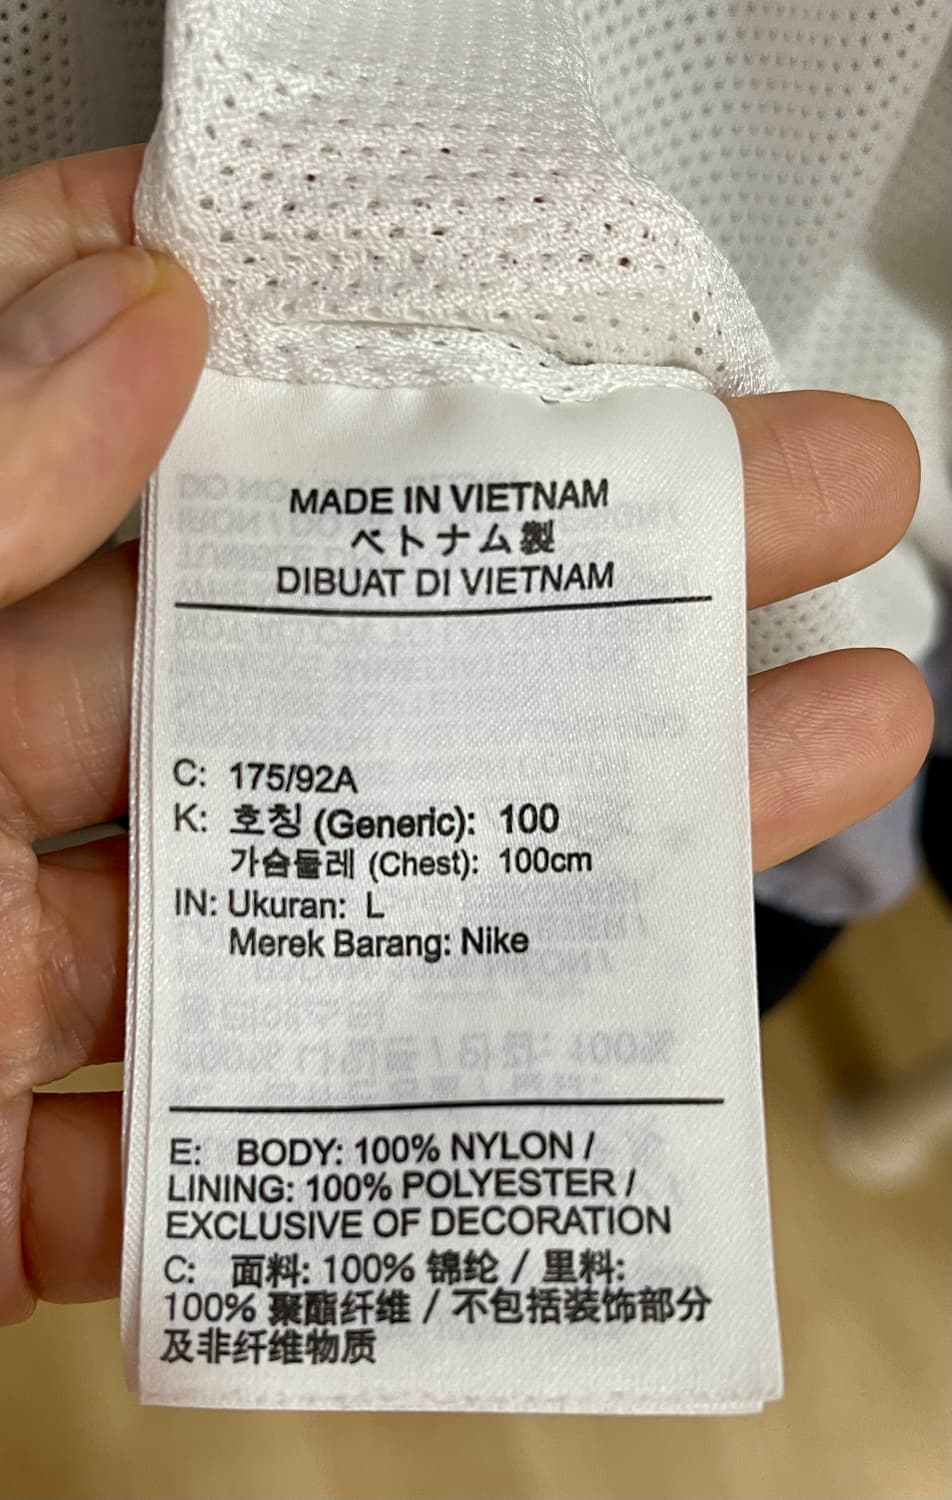 MADE IN VIETNAM
ベトナム製
DIBUAT DI VIETNAM
C: 175/92A
K: 호칭 (Generic): 100
가슴둘레 (Chest): 100cm
IN: Ukuran: L
Merek Barang: Nike
E: BODY: 100% NYLON /
LINING: 100% POLYESTER /
EXCLUSIVE OF DECORATION
C: 面料: 100% 锦纶 / 里料:
100% 聚酯纤维 / 不包括装饰部分
及非纤维物质